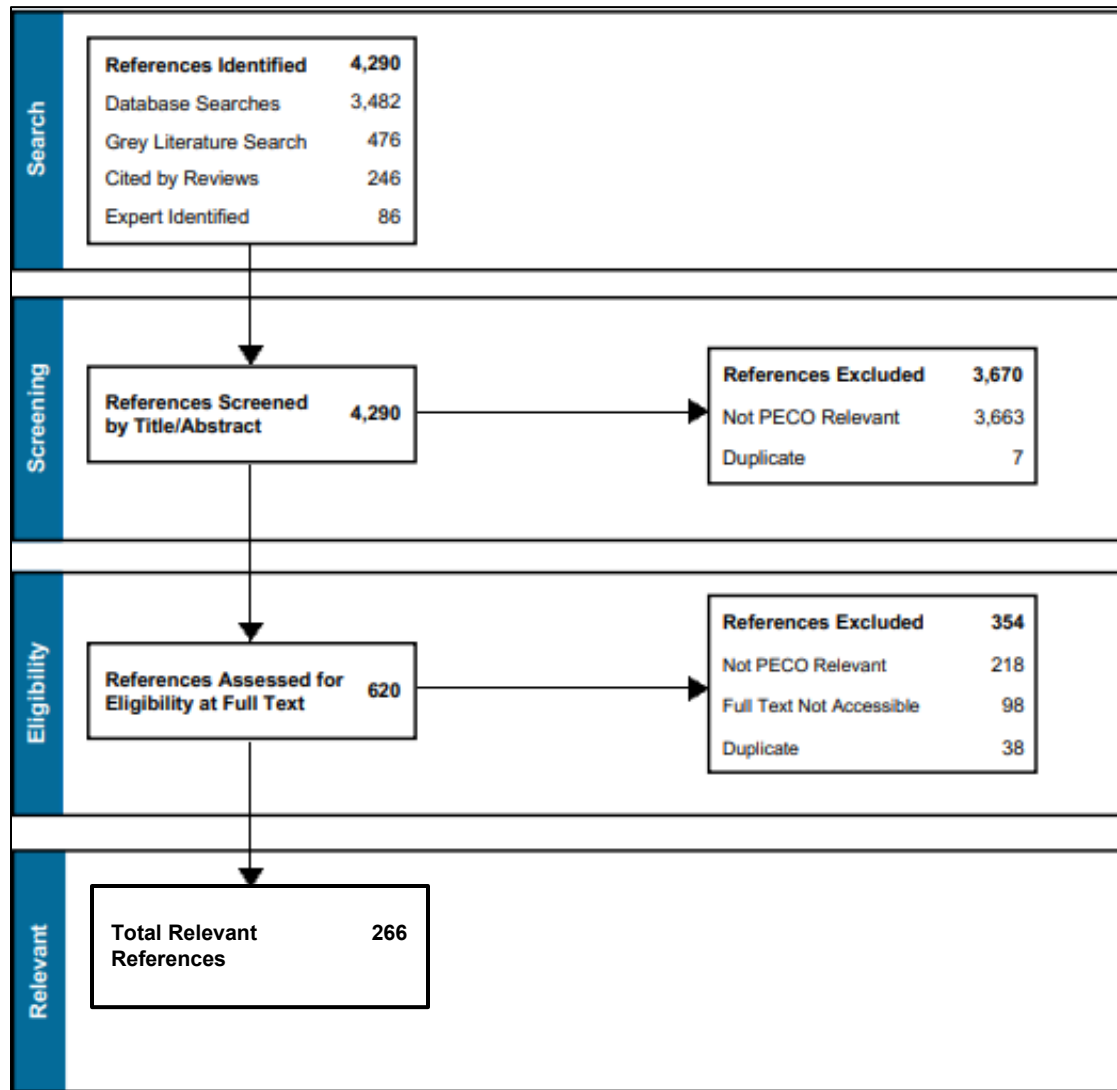 Search
References Identified 4,290
Database Searches 3,482
Grey Literature Search 476
Cited by Reviews 246
Expert Identified 86
Screening
References Screened
by Title/Abstract 4,290
References Excluded 3,670
Not PECO Relevant 3,663
Duplicate 7
Eligibility
References Assessed for
Eligibility at Full Text 620
References Excluded 354
Not PECO Relevant 218
Full Text Not Accessible 98
Duplicate 38
Relevant
Total Relevant 266
References